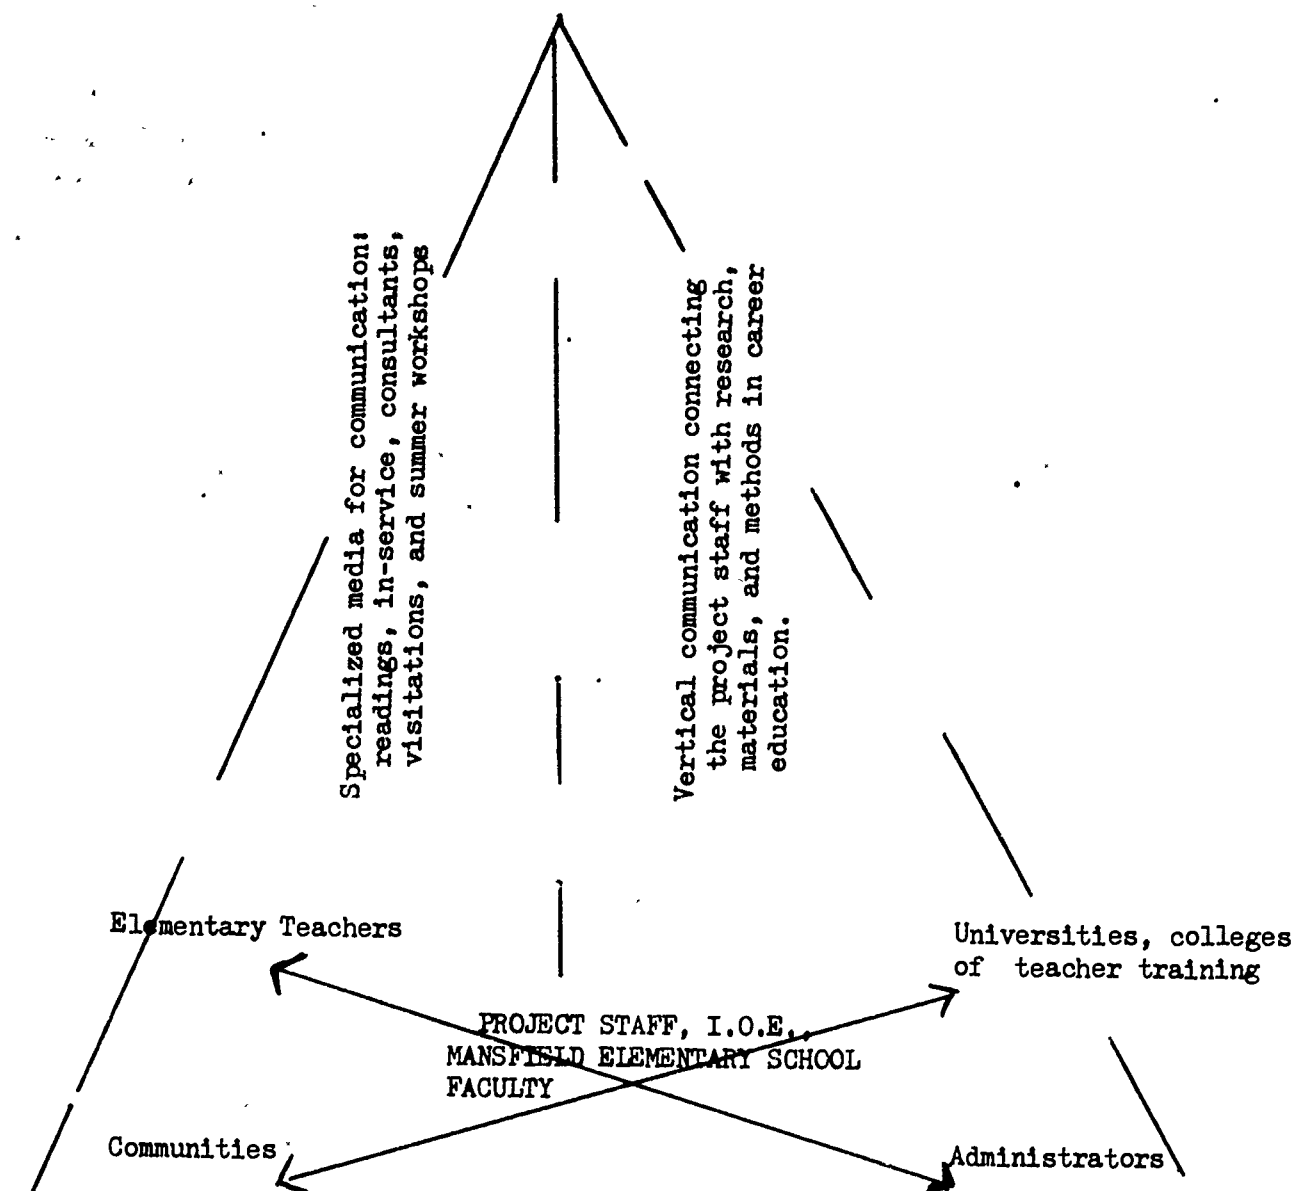 Specialized media for communication:
readings, in-service, consultants,
visitations, and summer workshops
Vertical communication connecting
the project staff with research,
materials, and methods in career
education.
Elementary Teachers
Universities, colleges
of teacher training
PROJECT STAFF, I.O.E.,
MANSFIELD ELEMENTARY SCHOOL
FACULTY
Communities
Administrators